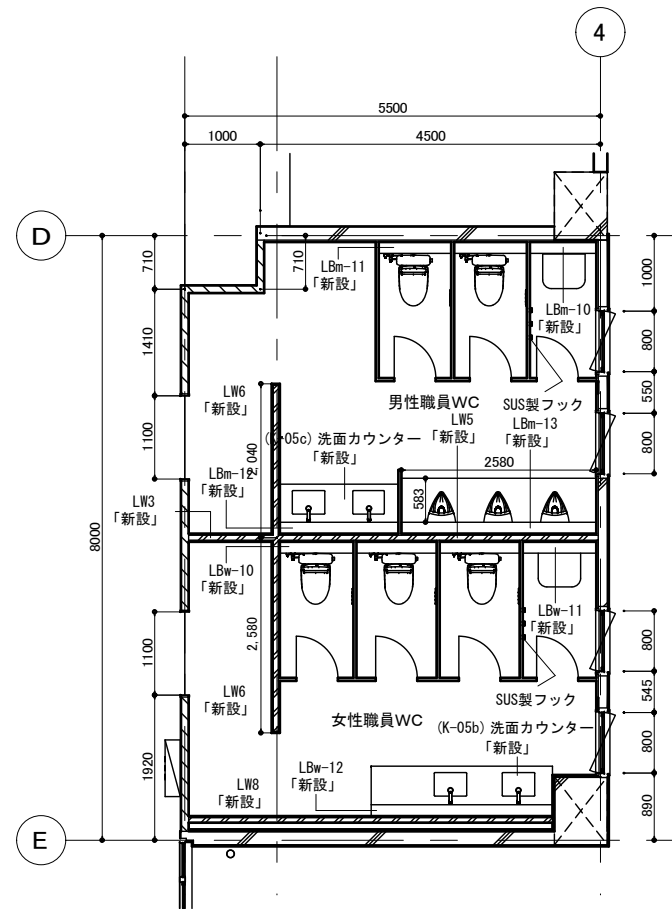 4
5500
1000
4500
D
710
710
LBm-11
「新設」
LBm-10
「新設」
1000
1410
800
550
800
LW6
「新設」
男性職員WC
SUS製フック
LW5
「新設」
LBm-13
「新設」
05c) 洗面カウンター
「新設」
2,040
1100
LBm-12
「新設」
2580
583
LW3
「新設」
8000
LBw-10
「新設」
LBw-11
「新設」
2,580
1100
800
545
LW6
「新設」
SUS製フック
女性職員WC
(K-05b) 洗面カウンター
「新設」
1920
800
LBw-12
「新設」
LW8
「新設」
890
E